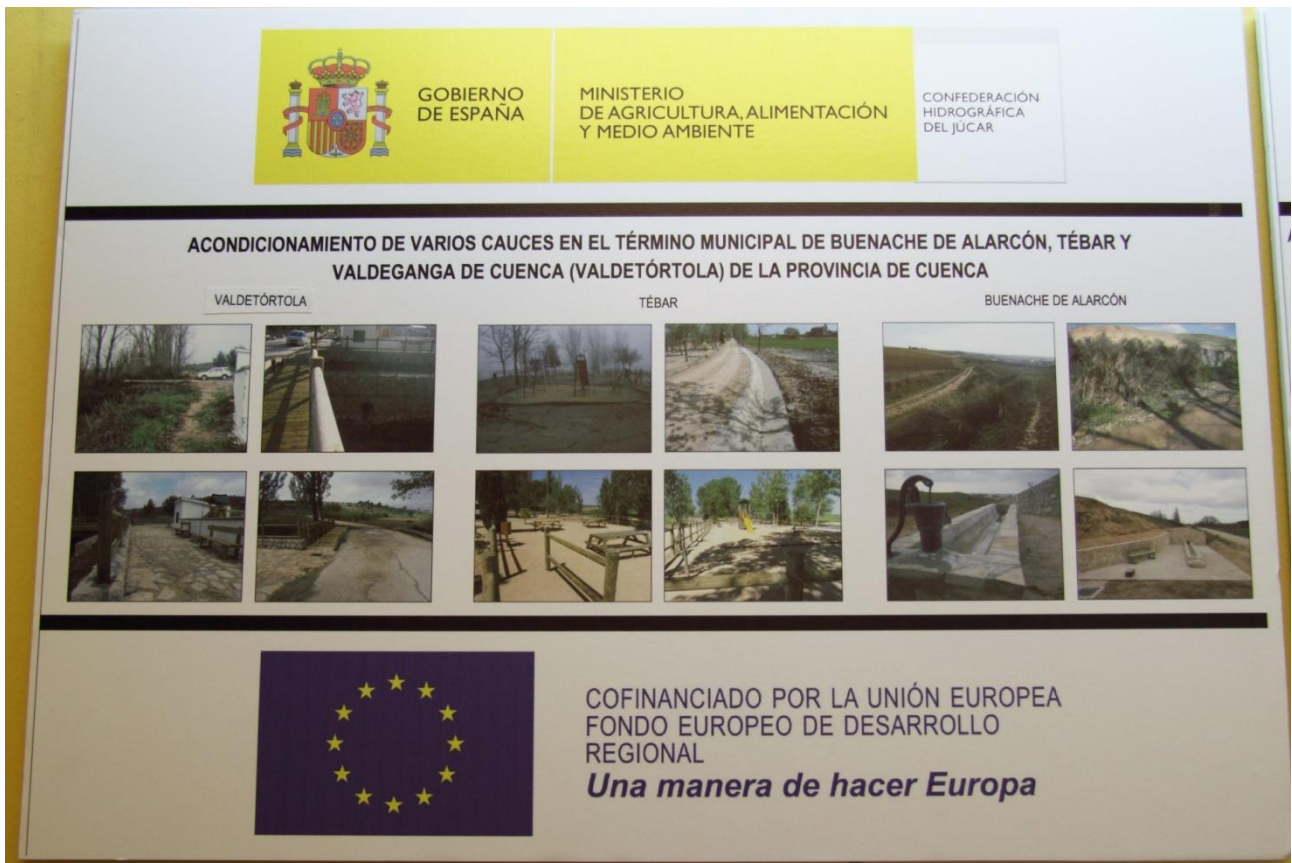 GOBIERNO
DE ESPAÑA
MINISTERIO
DE AGRICULTURA, ALIMENTACIÓN
Y MEDIO AMBIENTE
CONFEDERACIÓN
HIDROGRÁFICA
DEL JÚCAR
ACONDICIONAMIENTO DE VARIOS CAUCES EN EL TÉRMINO MUNICIPAL DE BUENACHE DE ALARCÓN, TÉBAR Y
VALDEGANGA DE CUENCA (VALDETÓRTOLA) DE LA PROVINCIA DE CUENCA
VALDETÓRTOLA
TÉBAR
BUENACHE DE ALARCÓN
COFINANCIADO POR LA UNIÓN EUROPEA
FONDO EUROPEO DE DESARROLLO
REGIONAL
Una manera de hacer Europa